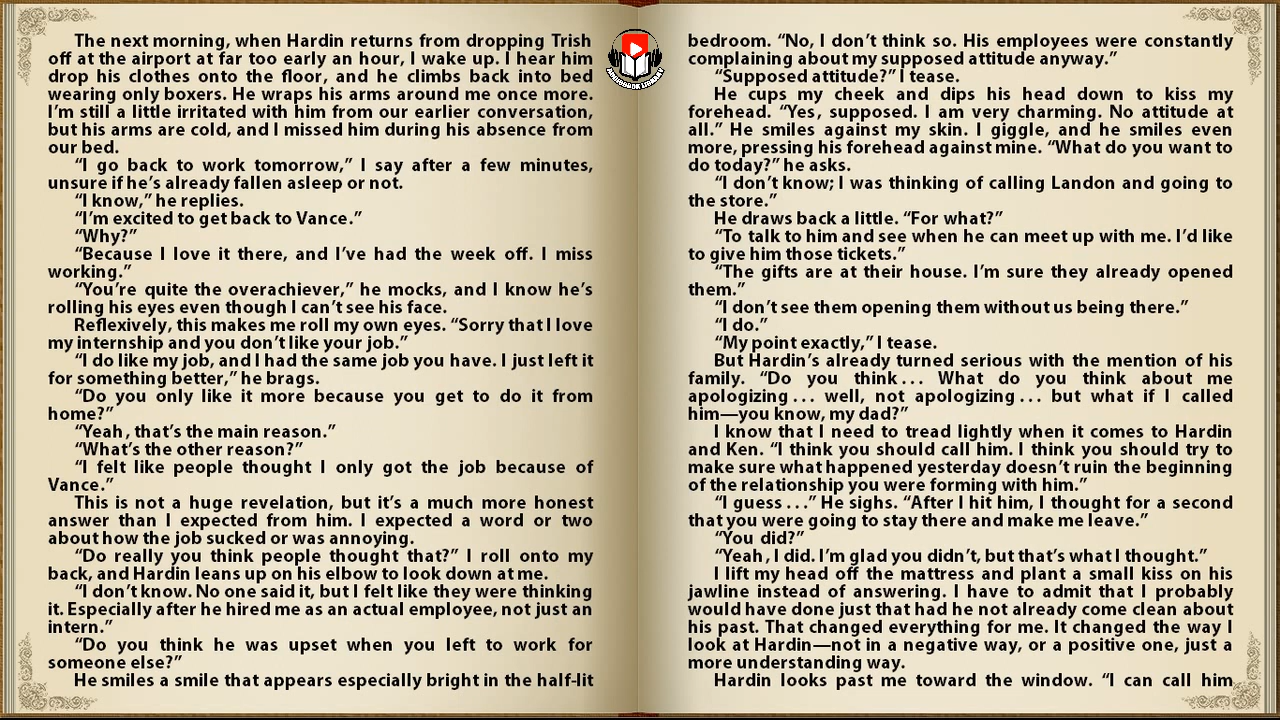 The next morning, when Hardin returns from dropping Trish
off at the airport at far too early an hour, I wake up. I hear him
drop his clothes onto the floor, and he climbs back into bed
wearing only boxers. He wraps his arms around me once more.
I’m still a little irritated with him from our earlier conversation,
but his arms are cold, and I missed him during his absence from
our bed.
“I go back to work tomorrow,” I say after a few minutes,
unsure if he’s already fallen asleep or not.
“I know,” he replies.
“I’m excited to get back to Vance.”
“Why?”
“Because I love it there, and I’ve had the week off. I miss
working.”
“You’re quite the overachiever,” he mocks, and I know he’s
rolling his eyes even though I can’t see his face.
Reflexively, this makes me roll my own eyes. “Sorry that I love
my internship and you don’t like your job.”
“I do like my job, and I had the same job you have. I just left it
for something better,” he brags.
“Do you only like it more because you get to do it from
home?”
“Yeah, that’s the main reason.”
“What’s the other reason?”
“I felt like people thought I only got the job because of
Vance.”
This is not a huge revelation, but it’s a much more honest
answer than I expected from him. I expected a word or two
about how the job sucked or was annoying.
“Do really you think people thought that?” I roll onto my
back, and Hardin leans up on his elbow to look down at me.
“I don’t know. No one said it, but I felt like they were thinking
it. Especially after he hired me as an actual employee, not just an
intern.”
“Do you think he was upset when you left to work for
someone else?”
He smiles a smile that appears especially bright in the half-lit
bedroom. “No, I don’t think so. His employees were constantly
complaining about my supposed attitude anyway.”
“Supposed attitude?” I tease.
He cups my cheek and dips his head down to kiss my
forehead. “Yes, supposed. I am very charming. No attitude at
all.” He smiles against my skin. I giggle, and he smiles even
more, pressing his forehead against mine. “What do you want to
do today?” he asks.
“I don’t know; I was thinking of calling Landon and going to
the store.”
He draws back a little. “For what?”
“To talk to him and see when he can meet up with me. I’d like
to give him those tickets.”
“The gifts are at their house. I’m sure they already opened
them.”
“I don’t see them opening them without us being there.”
“I do.”
“My point exactly,” I tease.
But Hardin’s already turned serious with the mention of his
family. “Do you think . . . What do you think about me
apologizing . . . well, not apologizing . . . but what if I called
him—you know, my dad?”
I know that I need to tread lightly when it comes to Hardin
and Ken. “I think you should call him. I think you should try to
make sure what happened yesterday doesn’t ruin the beginning
of the relationship you were forming with him.”
“I guess . . .” He sighs. “After I hit him, I thought for a second
that you were going to stay there and make me leave.”
“You did?”
“Yeah, I did. I’m glad you didn’t, but that’s what I thought.”
I lift my head off the mattress and plant a small kiss on his
jawline instead of answering. I have to admit that I probably
would have done just that had he not already come clean about
his past. That changed everything for me. It changed the way I
look at Hardin—not in a negative way, or a positive one, just a
more understanding way.
Hardin looks past me toward the window. “I can call him